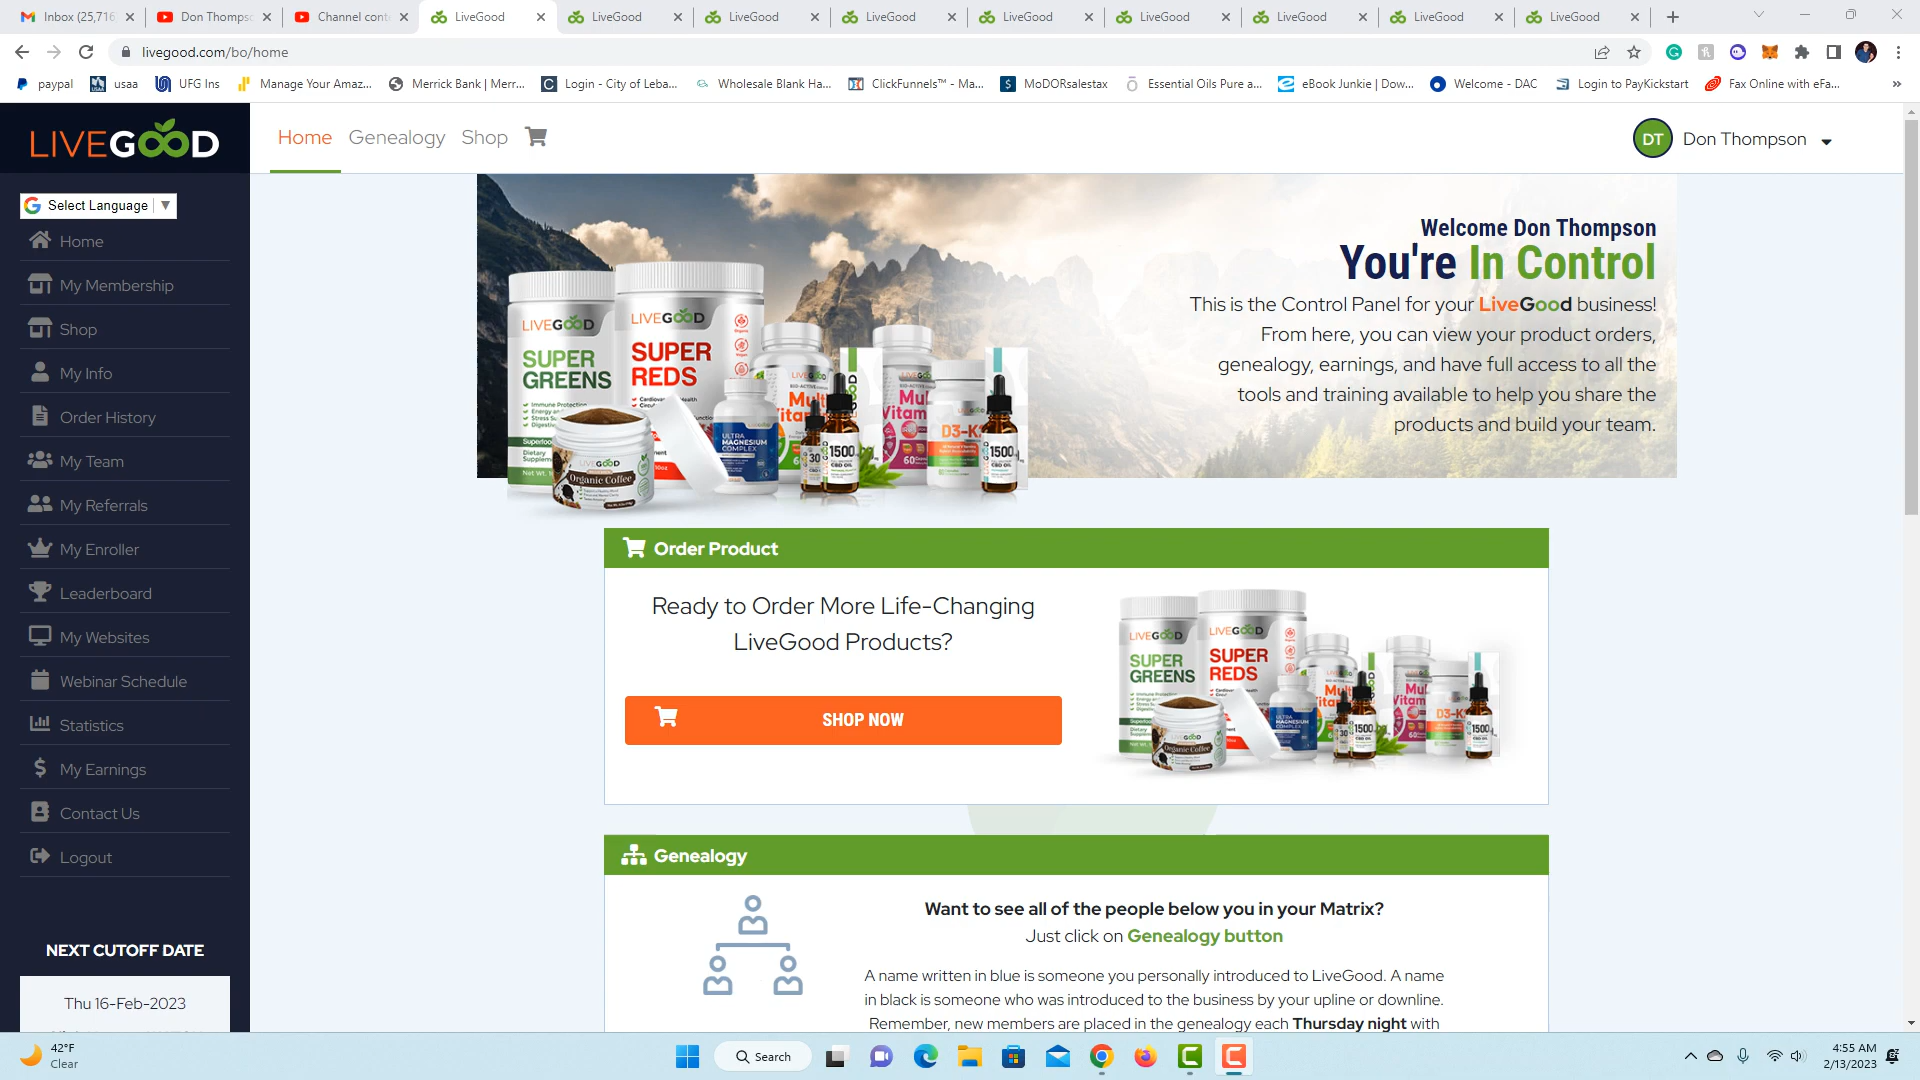 Inbox (25,716
Don Thomps
Channel cont
LiveGood
LiveGood
LiveGood
LiveGood
LiveGood
LiveGood
LiveGood
LiveGood
LiveGood
livegood.com/bo/home
paypal
usaa
UFG Ins
Manage Your Amaz...
Merrick Bank | Merr...
Login - City of Leba...
Wholesale Blank Ha...
ClickFunnels™ - Ma...
MoDORsalestax
Essential Oils Pure a...
eBook Junkie | Dow...
Welcome - DAC
Login to PayKickstart
Fax Online with eFa...
»
LIVEGOOD
Home
Genealogy
Shop
DT
Don Thompson
Select Language
Home
My Membership
Shop
My Info
Order History
My Team
My Referrals
My Enroller
Leaderboard
My Websites
Webinar Schedule
Statistics
My Earnings
Contact Us
Logout
NEXT CUTOFF DATE
Thu 16-Feb-2023
Welcome Don Thompson
You're In Control
This is the Control Panel for your LiveGood business!
From here, you can view your product orders,
genealogy, earnings, and have full access to all the
tools and training available to help you share the
products and build your team.
LIVEGOOD
SUPER
GREENS
LIVEGOOD
SUPER
REDS
LIVEGOOD
Organic Coffee
ULTRA
MAGNESIUM
COMPLEX
1500
D3-K
1500
Order Product
Ready to Order More Life-Changing
LiveGood Products?
SHOP NOW
LIVEGOOD
SUPER
GREENS
LIVEGOOD
SUPER
REDS
Organic Coffee
1500
D3-K
1500
Genealogy
Want to see all of the people below you in your Matrix?
Just click on Genealogy button
A name written in blue is someone you personally introduced to LiveGood. A name
in black is someone who was introduced to the business by your upline or downline.
Remember, new members are placed in the genealogy each Thursday night with
42°F
Clear
Search
4:55 AM
2/13/2023